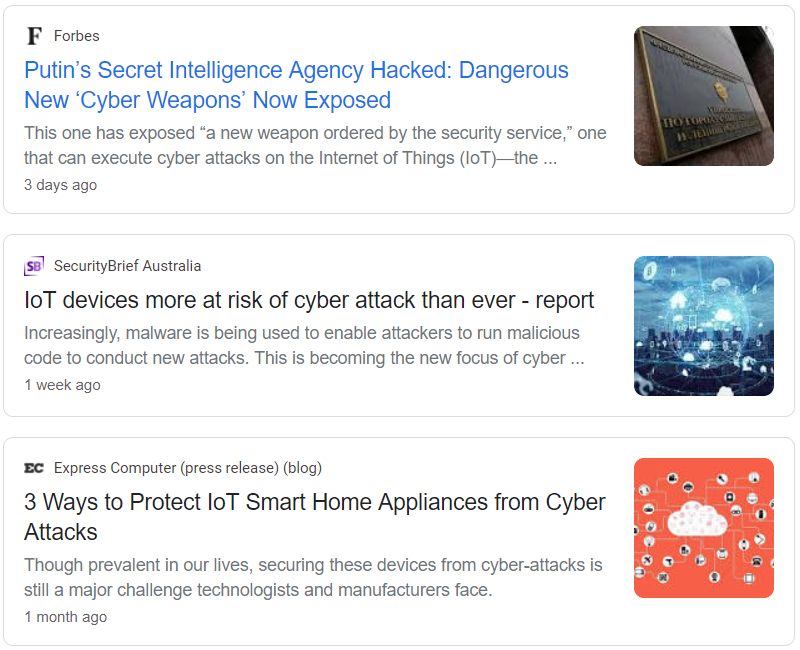 F Forbes
Putin’s Secret Intelligence Agency Hacked: Dangerous
New ‘Cyber Weapons’ Now Exposed
This one has exposed “a new weapon ordered by the security service,” one
that can execute cyber attacks on the Internet of Things (IoT)—the ...
3 days ago
SB SecurityBrief Australia
IoT devices more at risk of cyber attack than ever - report
Increasingly, malware is being used to enable attackers to run malicious
code to conduct new attacks. This is becoming the new focus of cyber ...
1 week ago
EC Express Computer (press release) (blog)
3 Ways to Protect IoT Smart Home Appliances from Cyber
Attacks
Though prevalent in our lives, securing these devices from cyber-attacks is
still a major challenge technologists and manufacturers face.
1 month ago